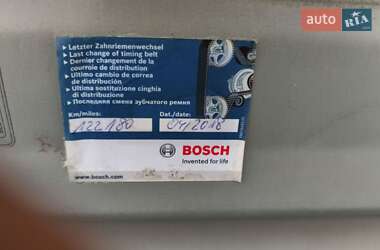 auto RIA.com
▸ Letzter Zahnriemenwechsel
▸ Last change of timing belt
▸ Dernier changement de la
courroie de distribution
▸ Ultimo cambio de correa
de distribución
▸ Ultima sostituzione cinghia
di distribuzione
▸ Последняя смена зубчатого ремня
Km/miles:
Dat./date:
122180
04/2018
BOSCH
Invented for life
www.bosch.com